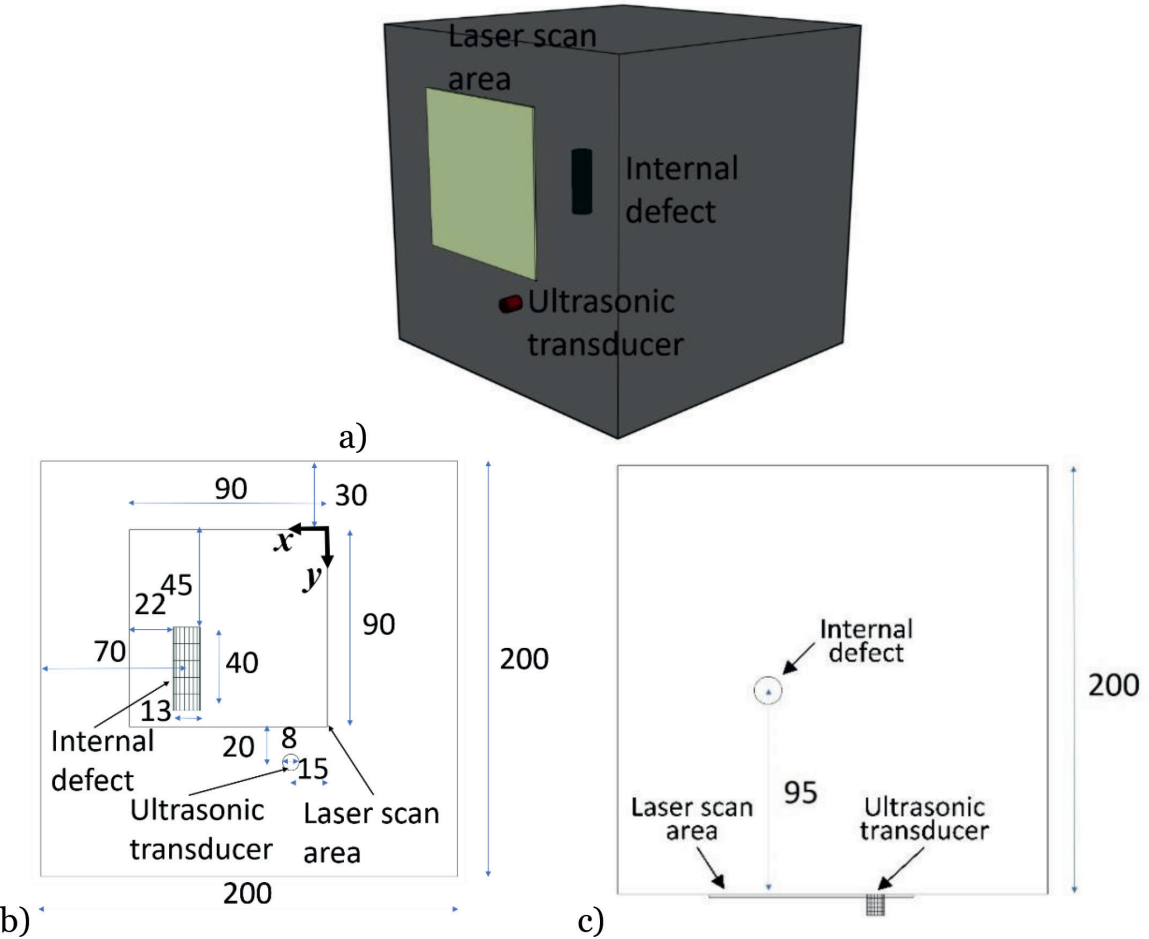 Laser scan
area
Internal
defect
Ultrasonic
transducer
a)
90
30
x
y
45
22
90
70
40
200
13
Internal
defect
20
8
15
Ultrasonic
transducer
Laser scan
area
200
b)
Internal
defect
200
95
Laser scan
area
Ultrasonic
transducer
c)